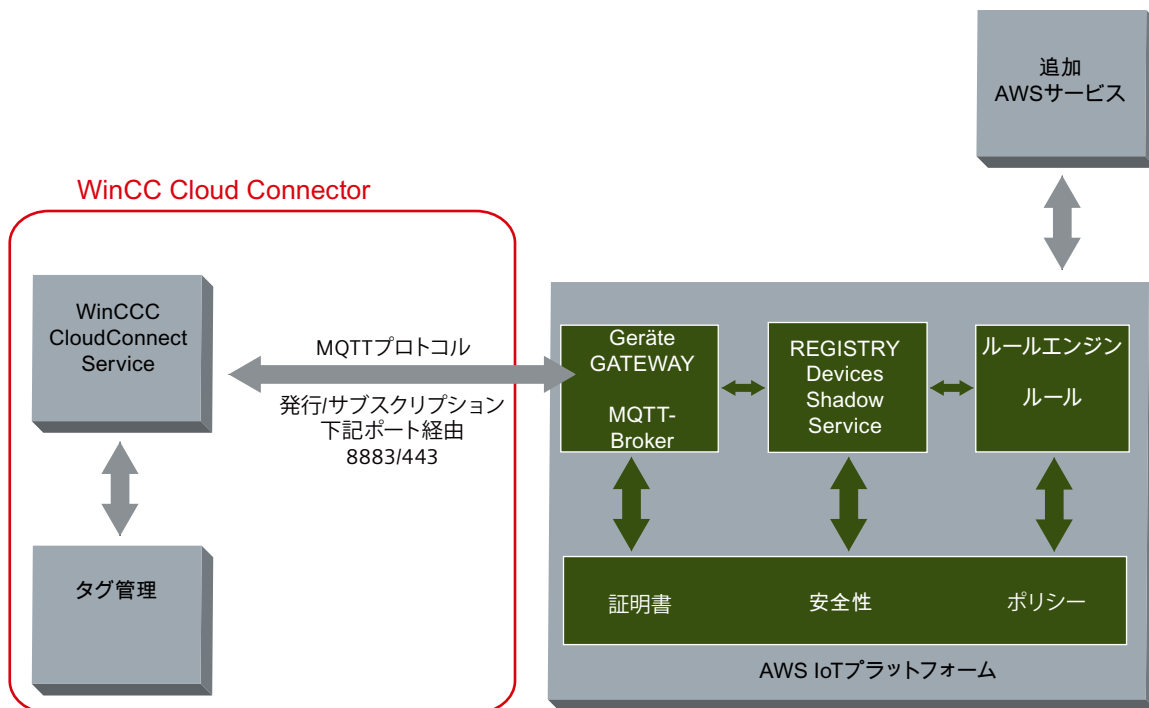 追加
AWSサービス
WinCC Cloud Connector
WinCCC
CloudConnect
Service
MQTTプロトコル
発行/サブスクリプション
下記ポート経由
8883/443
タグ管理
Geräte
GATEWAY
MQTT-
Broker
REGISTRY
Devices
Shadow
Service
ルールエンジン
ルール
証明書
安全性
ポリシー
AWS IoTプラットフォーム